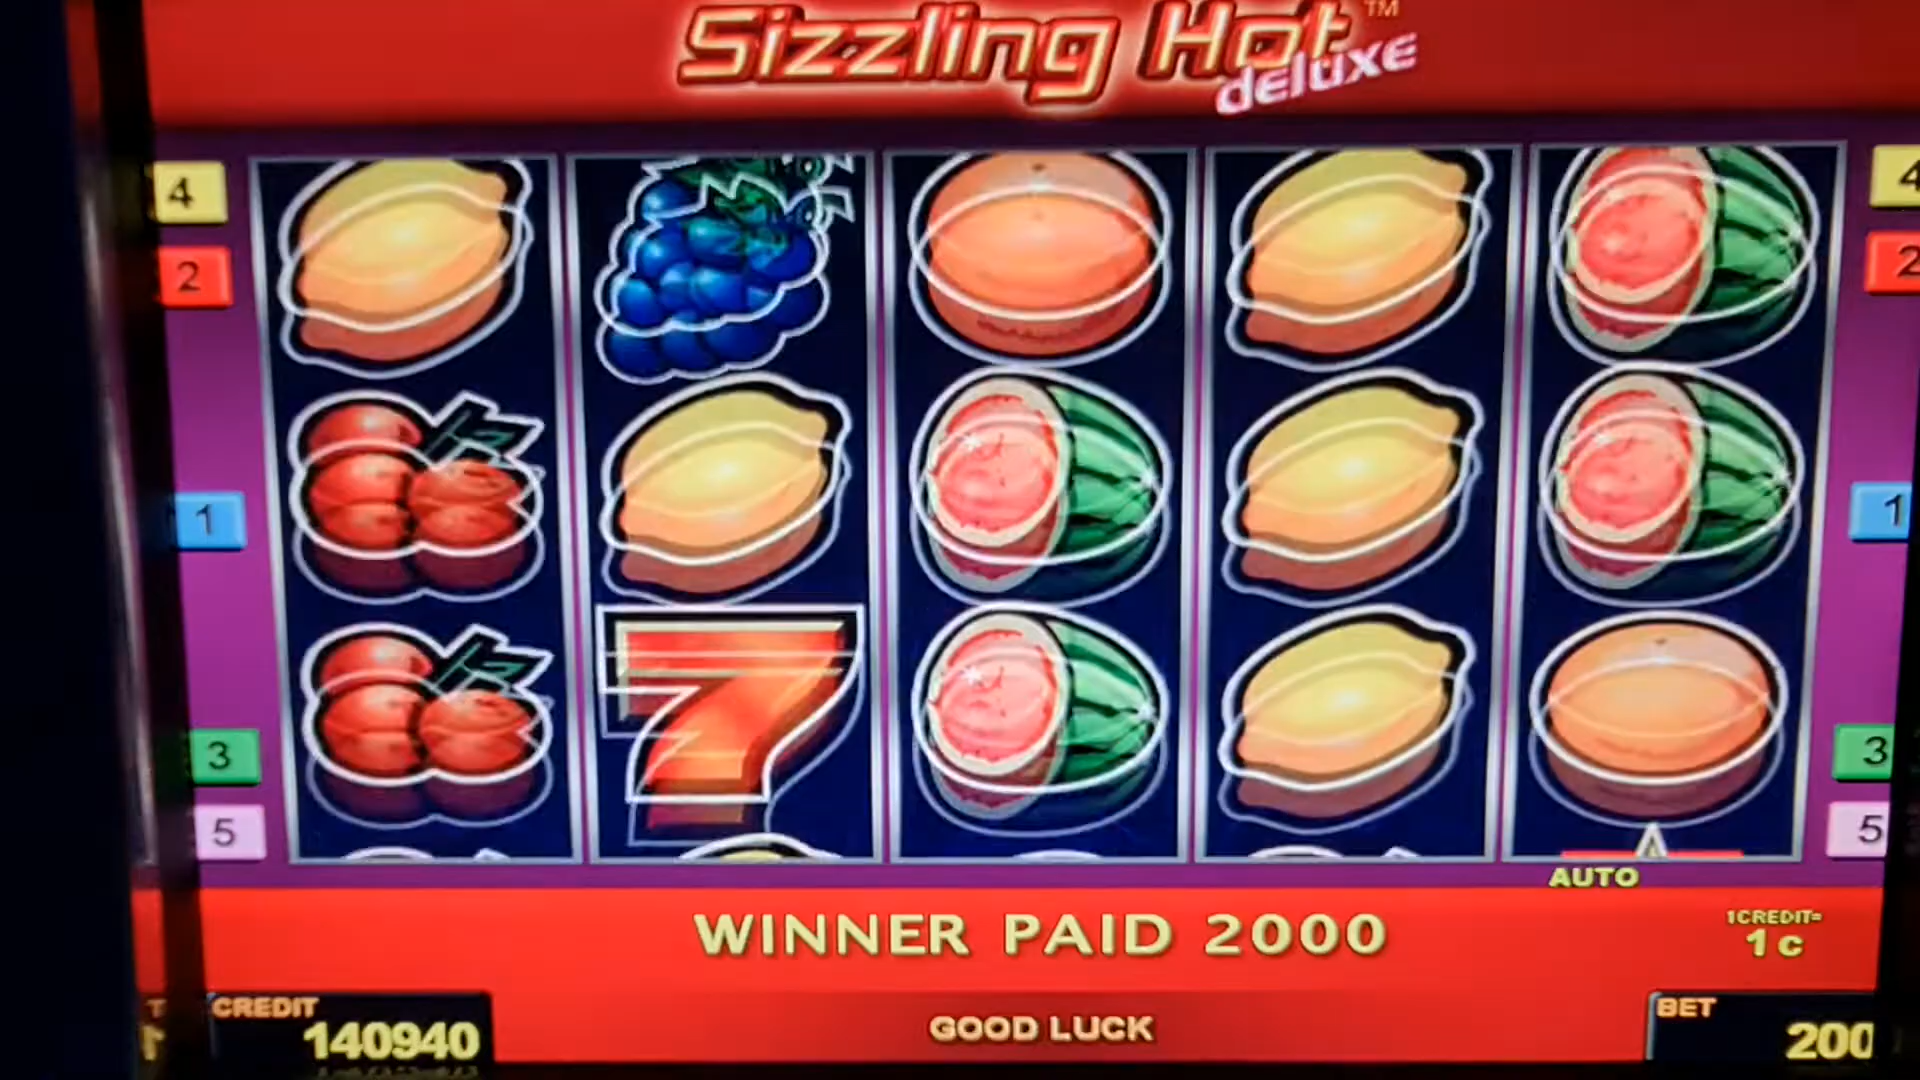 Sizzling Hot™
deluxe
4
4
2
2
1
1
3
3
5
5
AUTO
WINNER PAID 2000
1CREDIT=
1 c
CREDIT
140940
GOOD LUCK
BET
200